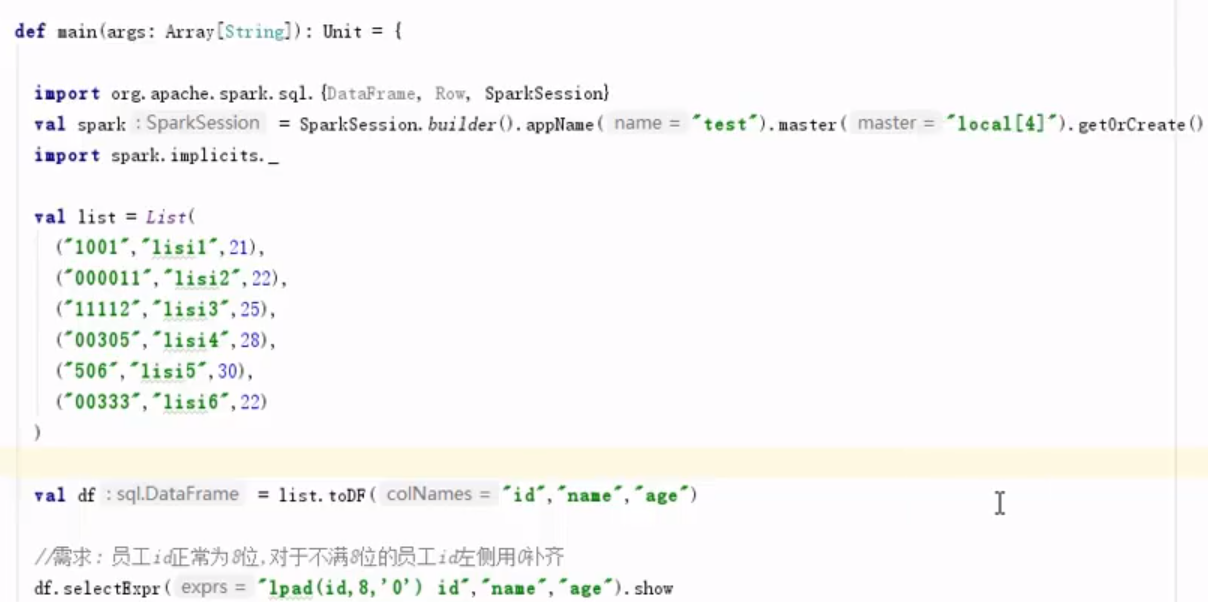 def main(args: Array[String]): Unit = {
import org.apache.spark.sql.{DataFrame, Row, SparkSession}
val spark : SparkSession = SparkSession.builder().appName( name = "test").master( master = "local[4]").getOrCreate()
import spark.implicits._
val list = List(
("1001","lisi1",21),
("000011","lisi2",22),
("11112","lisi3",25),
("00305","lisi4",28),
("506","lisi5",30),
("00333","lisi6",22)
)
val df : sql.DataFrame = list.toDF( colNames = "id","name","age")
//需求: 员工id正常为8位,对于不满8位的员工id左侧用0补齐
df.selectExpr( exprs = "lpad(id,8,'0') id","name","age").show